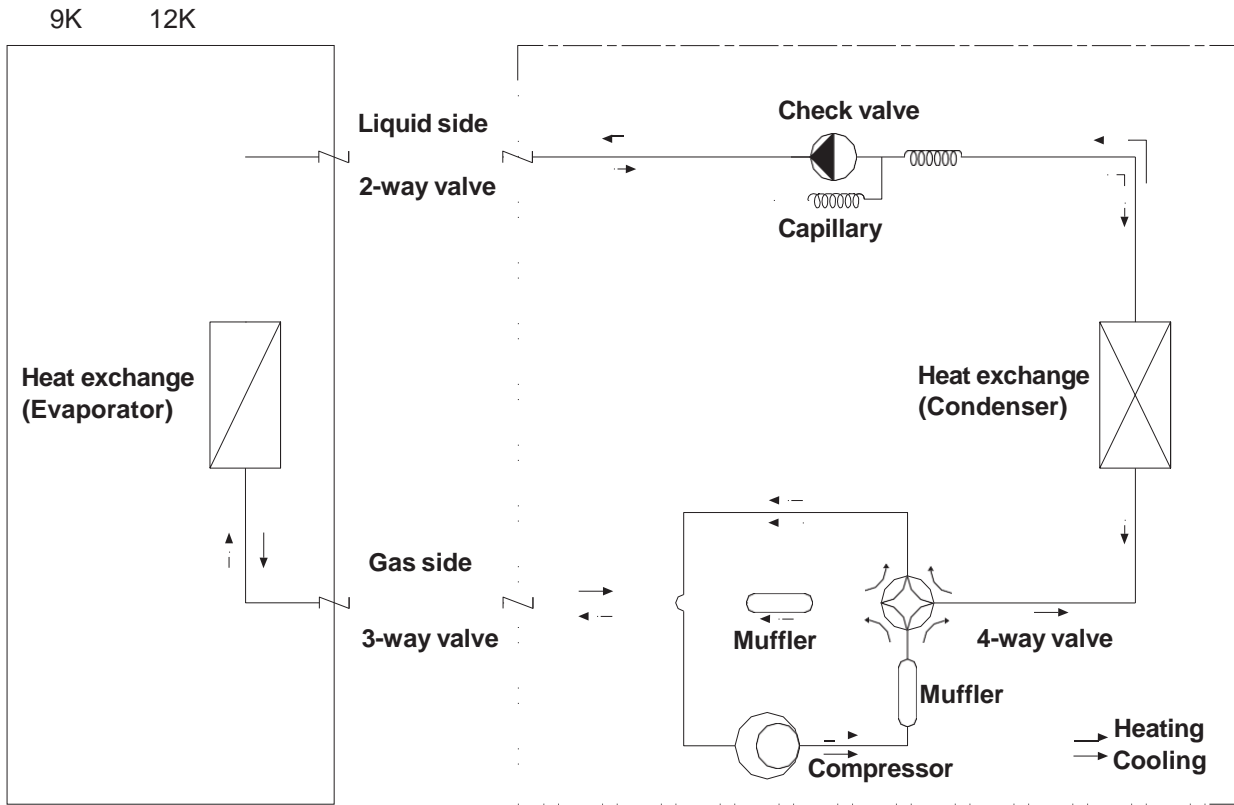 9K 12K
Liquid side
2-way valve
Check valve
Capillary
Heat exchange
(Evaporator)
Heat exchange
(Condenser)
Gas side
3-way valve
Muffler
4-way valve
Muffler
Compressor
Heating
Cooling